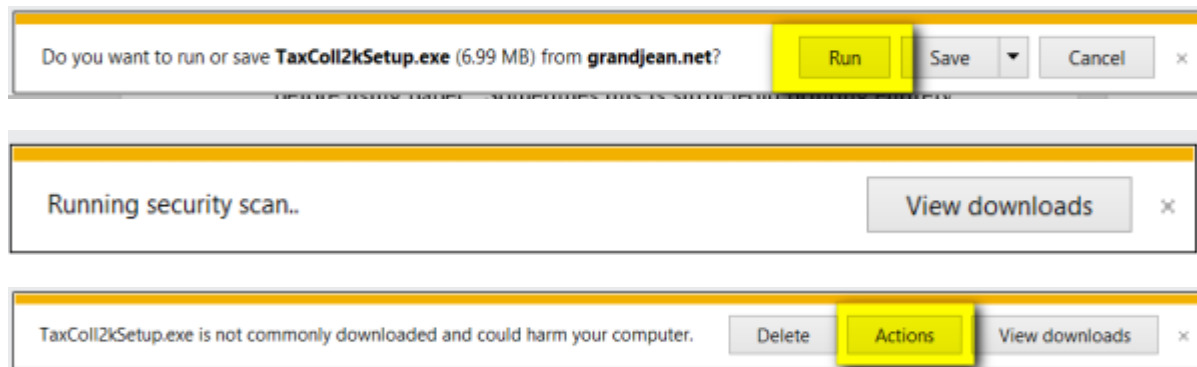 Do you want to run or save TaxColl2kSetup.exe (6.99 MB) from grandjean.net? Run Save Cancel
Running security scan.. View downloads
TaxColl2kSetup.exe is not commonly downloaded and could harm your computer. Delete Actions View downloads